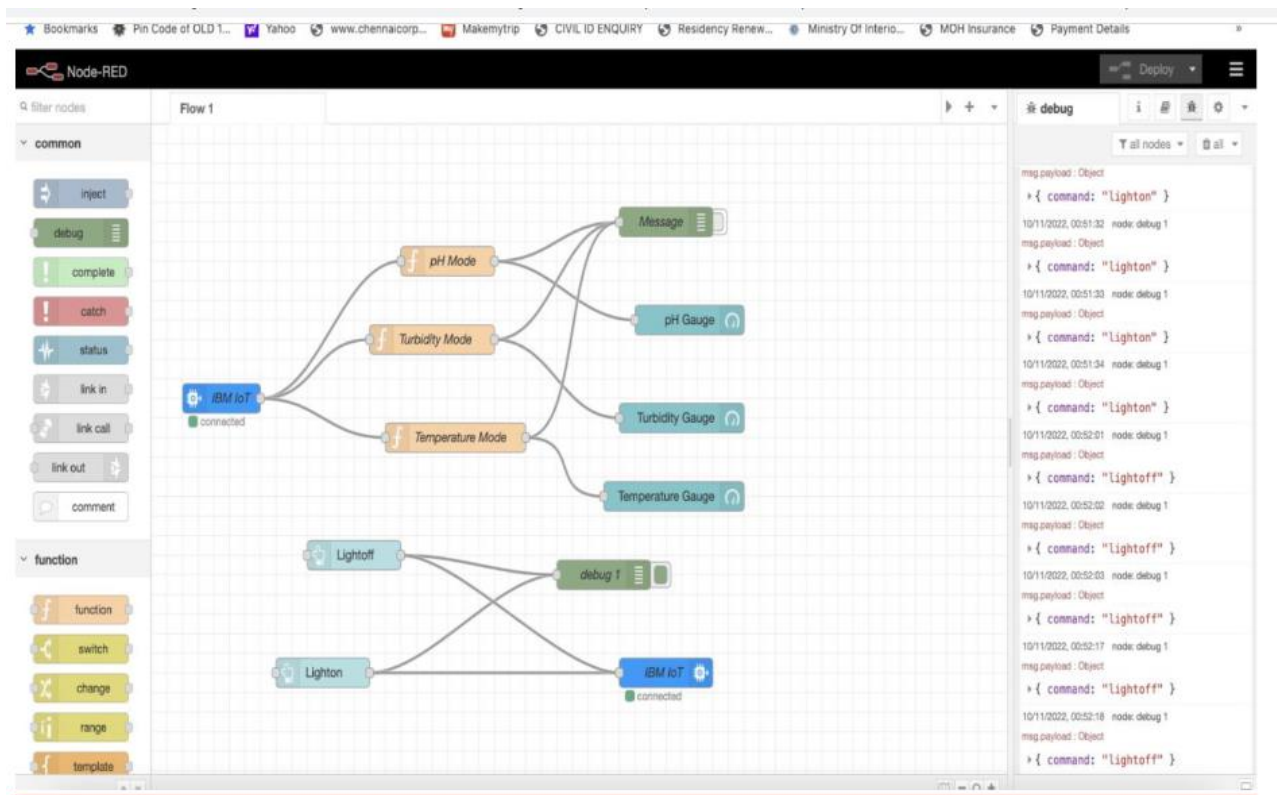 Bookmarks Pin Code of OLD 1... Yahoo www.chennaicorp... Makemytrip CIVIL ID ENQUIRY Residency Renew... Ministry Of Interio... MOH Insurance Payment Details »
Node-RED Deploy
filter nodes
Flow 1
debug
all nodes all
common
inject
debug
complete
catch
status
link in
link call
link out
comment
function
function
switch
change
range
template
Message
pH Mode
pH Gauge
Turbidity Mode
IBM IoT
connected
Turbidity Gauge
Temperature Mode
Temperature Gauge
Lightoff
debug 1
Lighton
IBM IoT
connected
msg.payload : Object
{ command: "lighton" }
10/11/2022, 00:51:32 node: debug 1
msg.payload : Object
{ command: "lighton" }
10/11/2022, 00:51:33 node: debug 1
msg.payload : Object
{ command: "lighton" }
10/11/2022, 00:51:34 node: debug 1
msg.payload : Object
{ command: "lighton" }
10/11/2022, 00:52:01 node: debug 1
msg.payload : Object
{ command: "lightoff" }
10/11/2022, 00:52:02 node: debug 1
msg.payload : Object
{ command: "lightoff" }
10/11/2022, 00:52:03 node: debug 1
msg.payload : Object
{ command: "lightoff" }
10/11/2022, 00:52:17 node: debug 1
msg.payload : Object
{ command: "lightoff" }
10/11/2022, 00:52:18 node: debug 1
msg.payload : Object
{ command: "lightoff" }